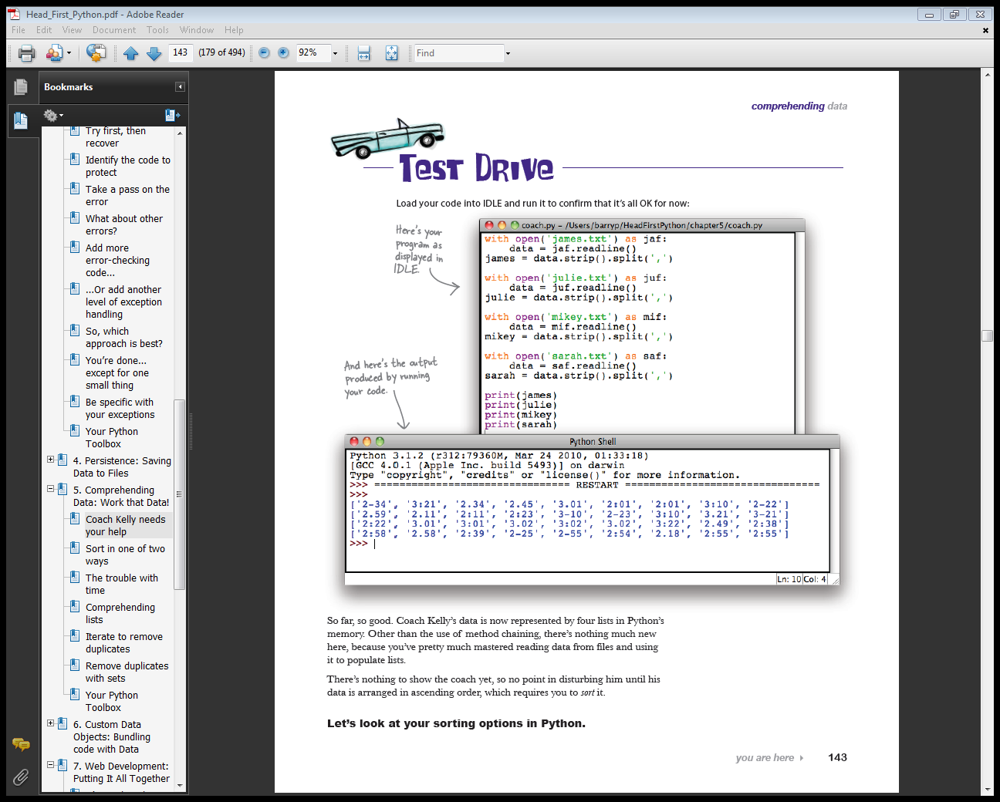 Head_First_Python.pdf - Adobe Reader
File Edit View Document Tools Window Help
143 (179 of 494) 92% Find
Bookmarks
Try first, then
recover
Identify the code to
protect
Take a pass on the
error
What about other
errors?
Add more
error-checking
code...
...Or add another
level of exception
handling
So, which
approach is best?
You're done...
except for one
small thing
Be specific with
your exceptions
Your Python
Toolbox
4. Persistence: Saving
Data to Files
5. Comprehending
Data: Work that Data!
Coach Kelly needs
your help
Sort in one of two
ways
The trouble with
time
Comprehending
lists
Iterate to remove
duplicates
Remove duplicates
with sets
Your Python
Toolbox
6. Custom Data
Objects: Bundling
code with Data
7. Web Development:
Putting It All Together
comprehending data
Test Drive
Load your code into IDLE and run it to confirm that it's all OK for now:
Here's your
program as
displayed in
IDLE.
coach.py - /Users/barryp/HeadFirstPython/chapter5/coach.py
with open('james.txt') as jaf:
    data = jaf.readline()
james = data.strip().split(',')
with open('julie.txt') as juf:
    data = juf.readline()
julie = data.strip().split(',')
with open('mikey.txt') as mif:
    data = mif.readline()
mikey = data.strip().split(',')
with open('sarah.txt') as saf:
    data = saf.readline()
sarah = data.strip().split(',')
print(james)
print(julie)
print(mikey)
print(sarah)
And here's the output
produced by running
your code.
Python Shell
Python 3.1.2 (r312:79360M, Mar 24 2010, 01:33:18)
[GCC 4.0.1 (Apple Inc. build 5493)] on darwin
Type "copyright", "credits" or "license()" for more information.
>>> ================================ RESTART ================================
>>>
['2-34', '3:21', '2.34', '2.45', '3.01', '2:01', '2:01', '3:10', '2-22']
['2.59', '2.11', '2:11', '2:23', '3-10', '2-23', '3:10', '3.21', '3-21']
['2:22', '3.01', '3:01', '3.02', '3:02', '3.02', '3:22', '2.49', '2:38']
['2:58', '2.58', '2:39', '2-25', '2-55', '2:54', '2.18', '2:55', '2:55']
>>>
Ln: 10 Col: 4
So far, so good. Coach Kelly's data is now represented by four lists in Python's
memory. Other than the use of method chaining, there's nothing much new
here, because you've pretty much mastered reading data from files and using
it to populate lists.
There's nothing to show the coach yet, so no point in disturbing him until his
data is arranged in ascending order, which requires you to sort it.
Let's look at your sorting options in Python.
you are here 143